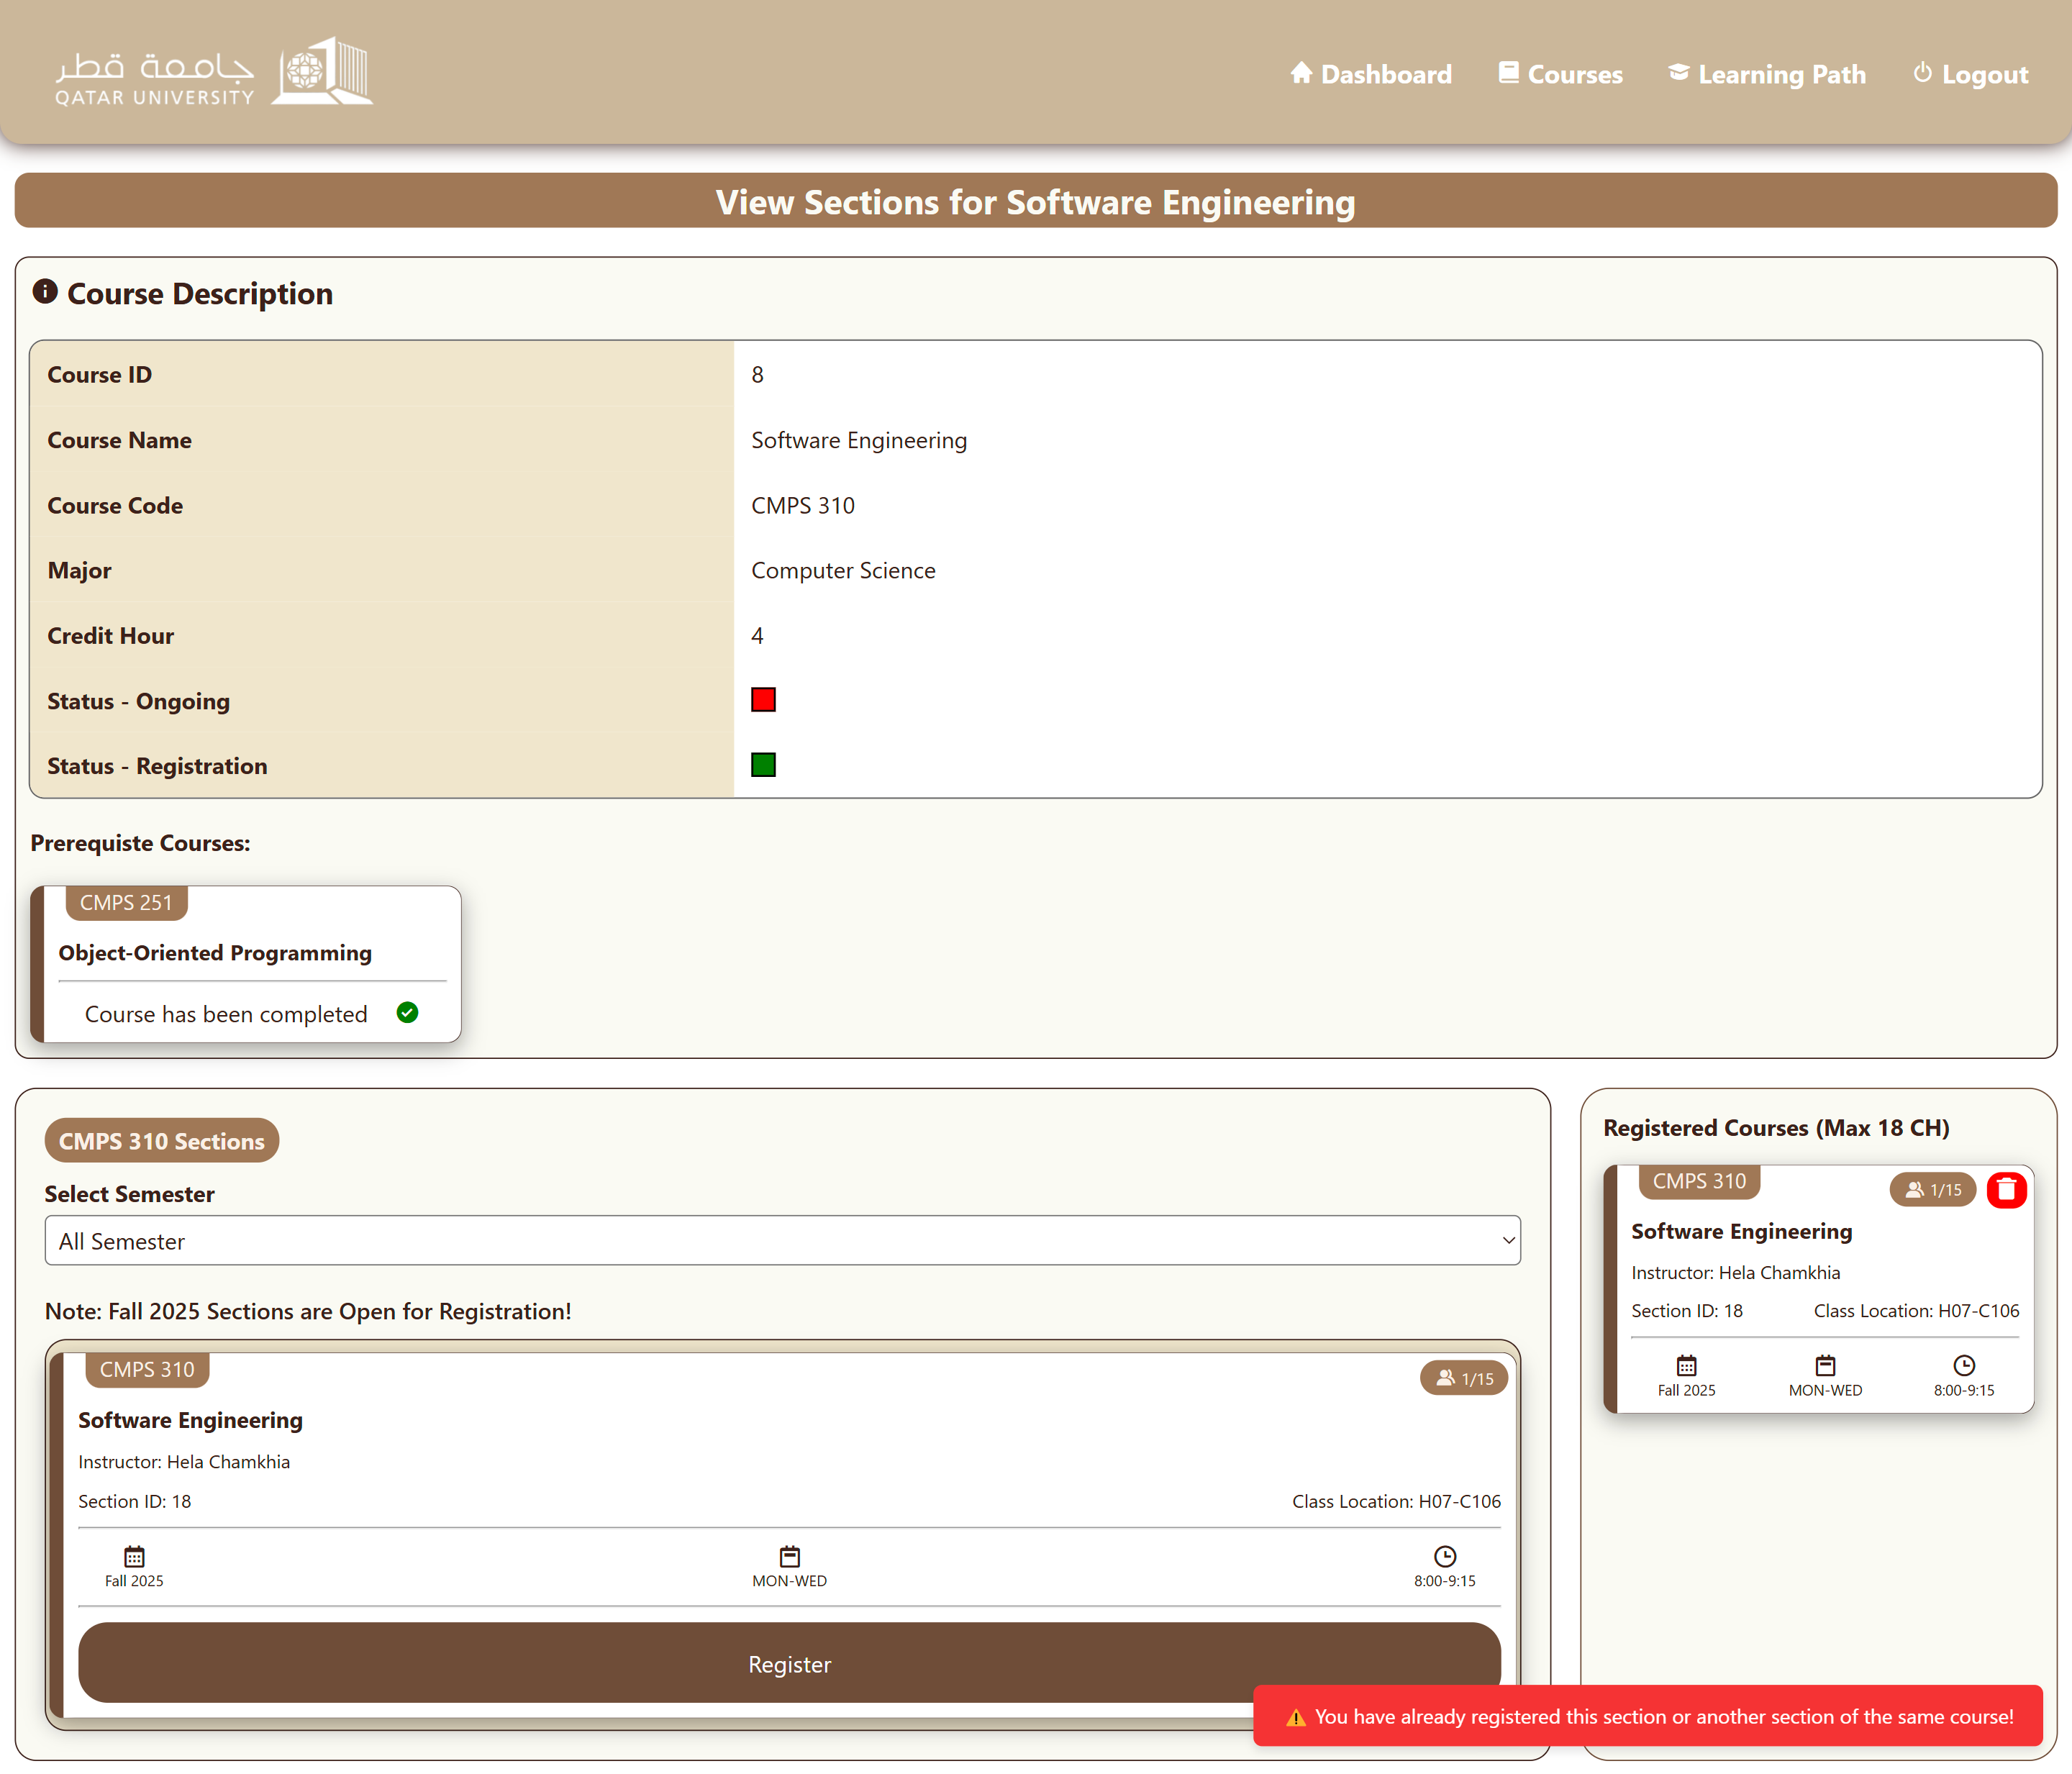 جامعة قطر
QATAR UNIVERSITY
Dashboard
Courses
Learning Path
Logout
View Sections for Software Engineering
Course Description
Course ID
8
Course Name
Software Engineering
Course Code
CMPS 310
Major
Computer Science
Credit Hour
4
Status - Ongoing
Status - Registration
Prerequiste Courses:
CMPS 251
Object-Oriented Programming
Course has been completed
CMPS 310 Sections
Select Semester
All Semester
Note: Fall 2025 Sections are Open for Registration!
CMPS 310
1/15
Software Engineering
Instructor: Hela Chamkhia
Section ID: 18
Class Location: H07-C106
Fall 2025
MON-WED
8:00-9:15
Register
Registered Courses (Max 18 CH)
CMPS 310
1/15
Software Engineering
Instructor: Hela Chamkhia
Section ID: 18
Class Location: H07-C106
Fall 2025
MON-WED
8:00-9:15
You have already registered this section or another section of the same course!